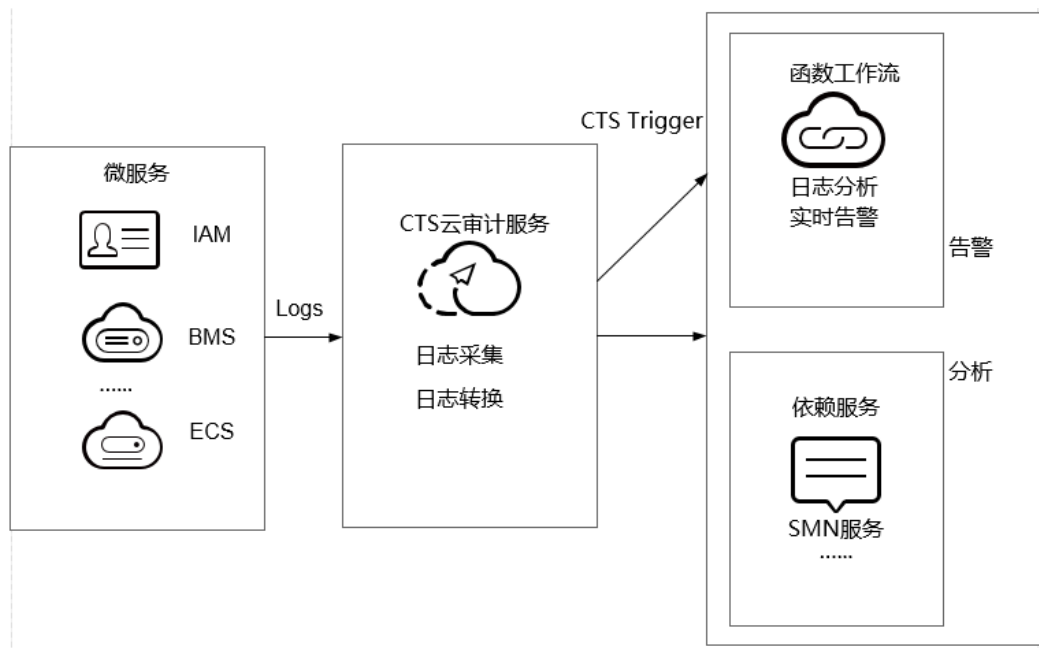 微服务
IAM
BMS
......
ECS
Logs
CTS云审计服务
日志采集
日志转换
CTS Trigger
函数工作流
日志分析
实时告警
告警
分析
依赖服务
SMN服务
......